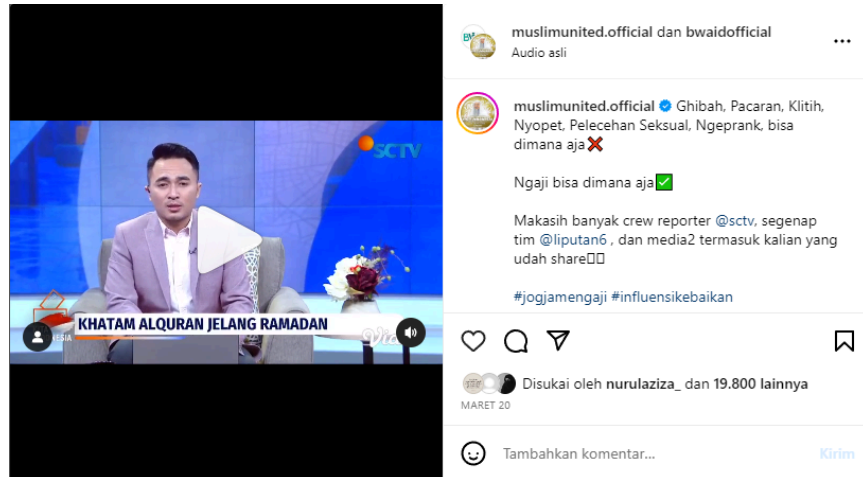 muslimunited.official dan bwaidofficial
Audio asli
SCTV
KHATAM ALQURAN JELANG RAMADAN
muslimunited.official Ghibah, Pacaran, Klitih,
Nyopet, Pelecehan Seksual, Ngeprank, bisa
dimana aja❌
Ngaji bisa dimana aja✅
Makasih banyak crew reporter @sctv, segenap
tim @liputan6 , dan media2 termasuk kalian yang
udah share▯▯
#jogjamengaji #influensikebaikan
Disukai oleh nurulaziza_ dan 19.800 lainnya
MARET 20
Tambahkan komentar...
Kirim